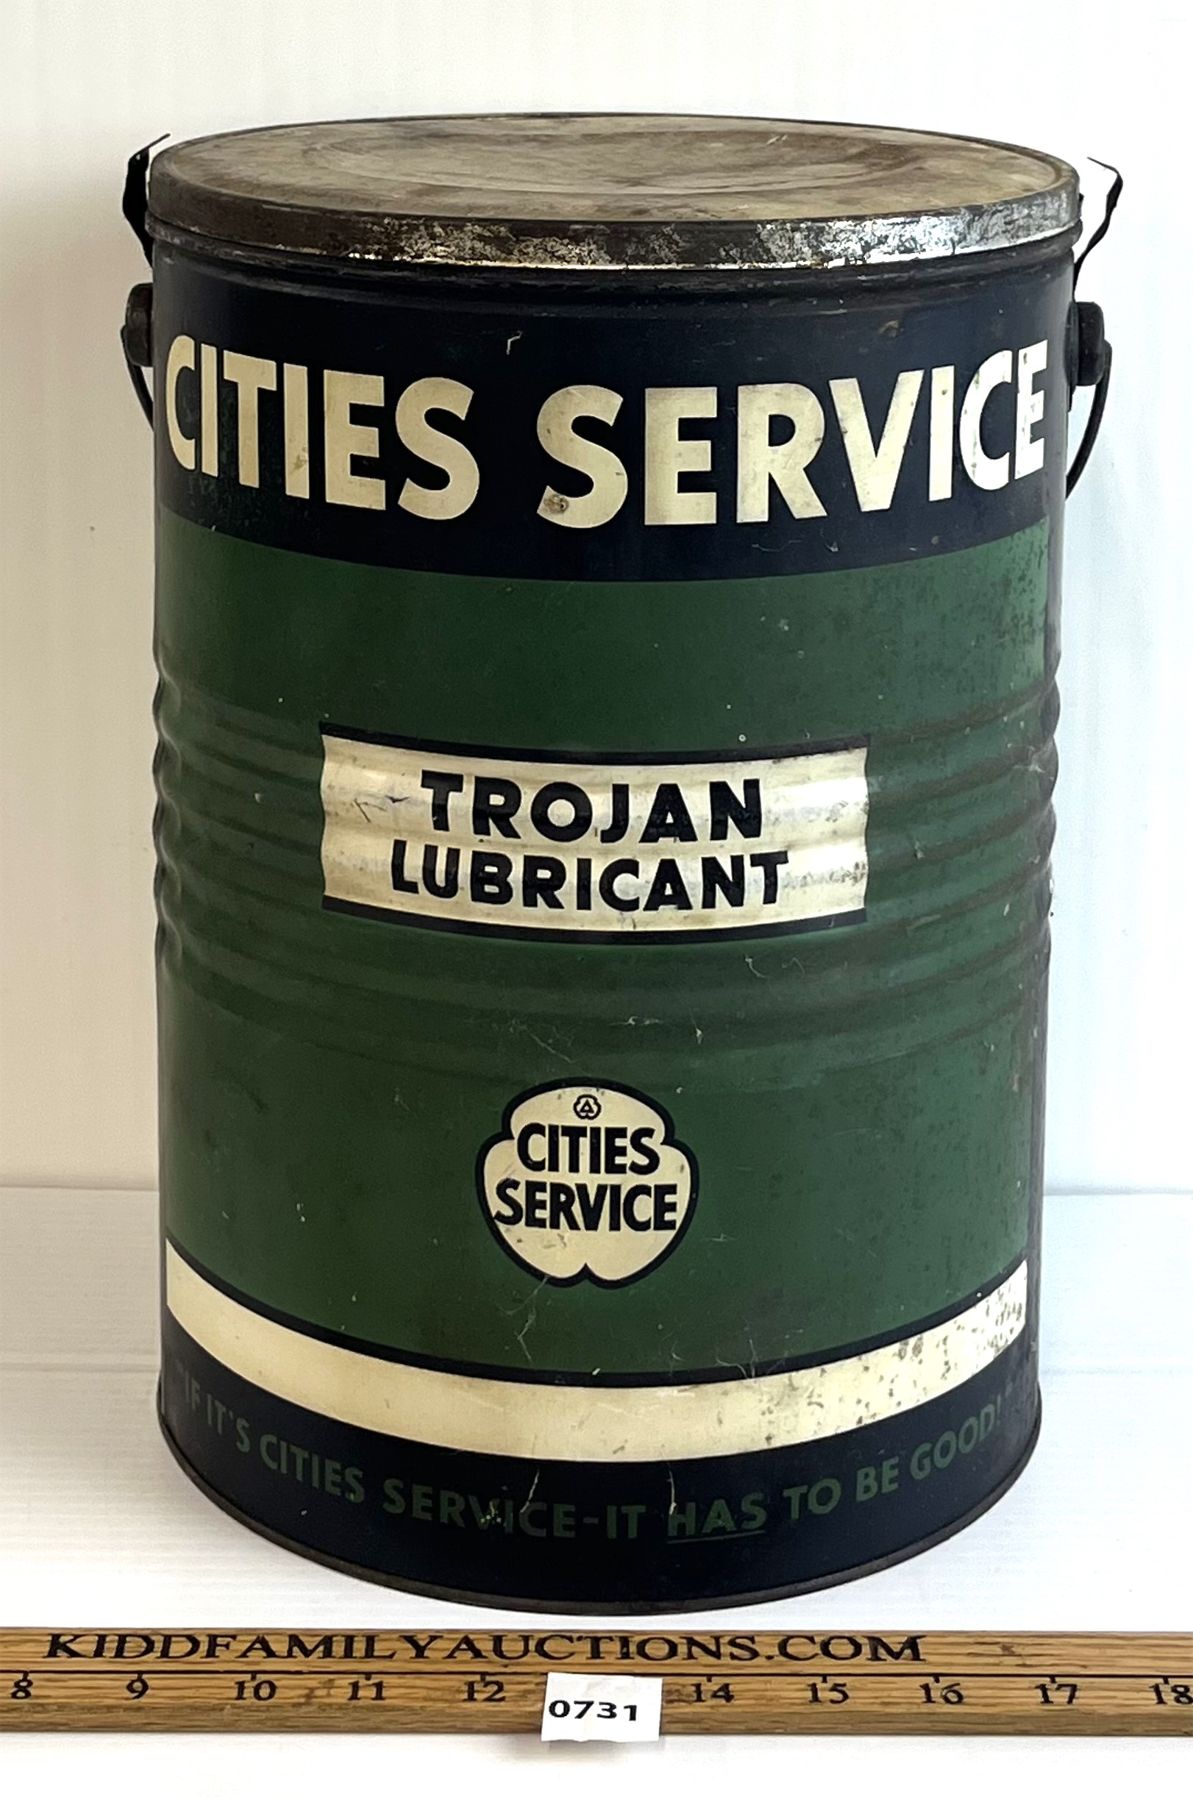 CITIES SERVICE
TROJAN
LUBRICANT
CITIES
SERVICE
"IF IT'S CITIES SERVICE-IT HAS TO BE GOOD!"
KIDDFAMILYAUCTIONS.COM
8 9 10 11 12 14 15 16 17 18
0731